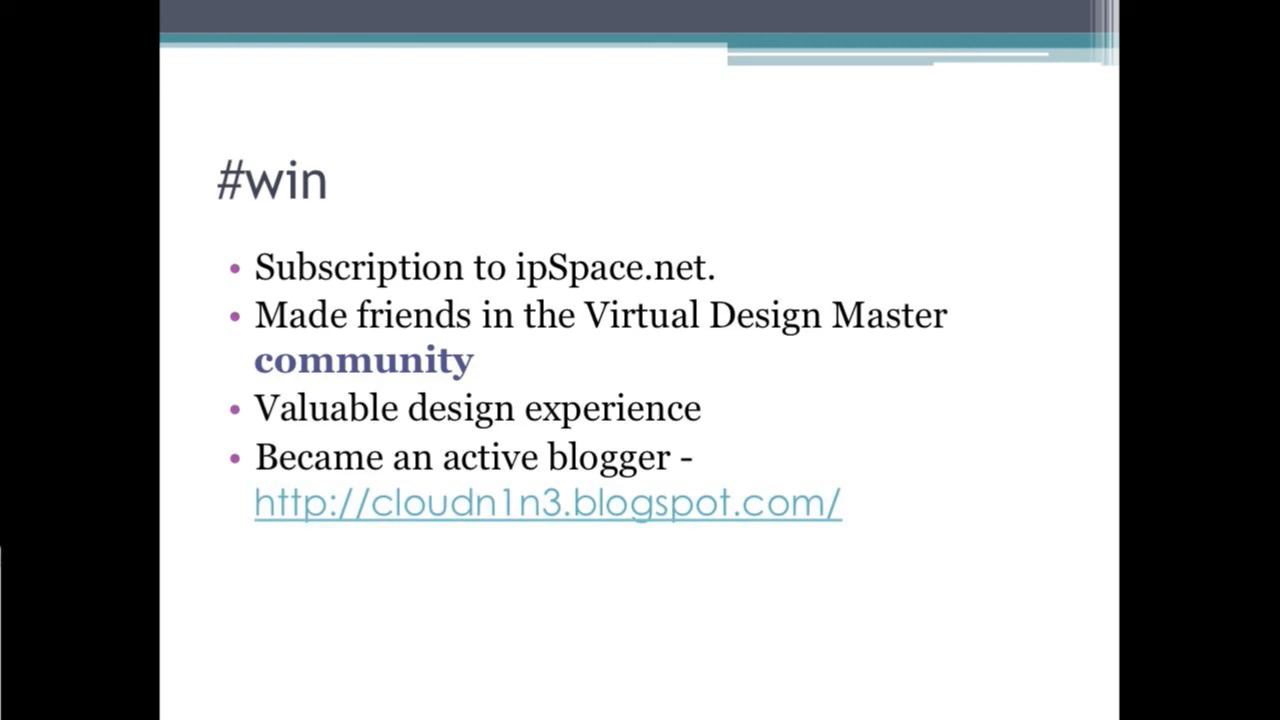 #win
• Subscription to ipSpace.net.
• Made friends in the Virtual Design Master
community
• Valuable design experience
• Became an active blogger -
http://cloudn1n3.blogspot.com/